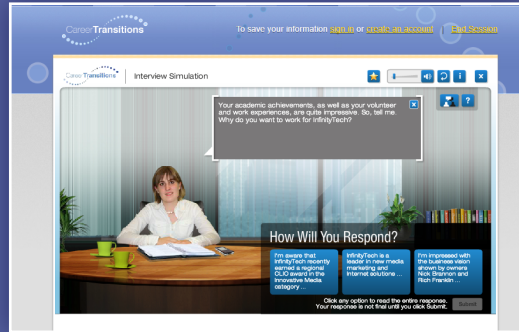 CareerTransitions
To save your information sign in or create an account | End Session
Career Transitions
Interview Simulation
i
x
Your academic achievements, as well as your volunteer
and work experiences, are quite impressive. So, tell me.
Why do you want to work for InfinityTech?
x
?
How Will You Respond?
I'm aware that
InfinityTech recently
earned a regional
CLIO award in the
Innovative Media
category ...
InfinityTech is a
leader in new media
marketing and
Internet solutions ...
I'm impressed with
the business vision
shown by owners
Nick Brannon and
Rich Franklin ...
Click any option to read the entire response.
Your response is not final until you click Submit.
Submit